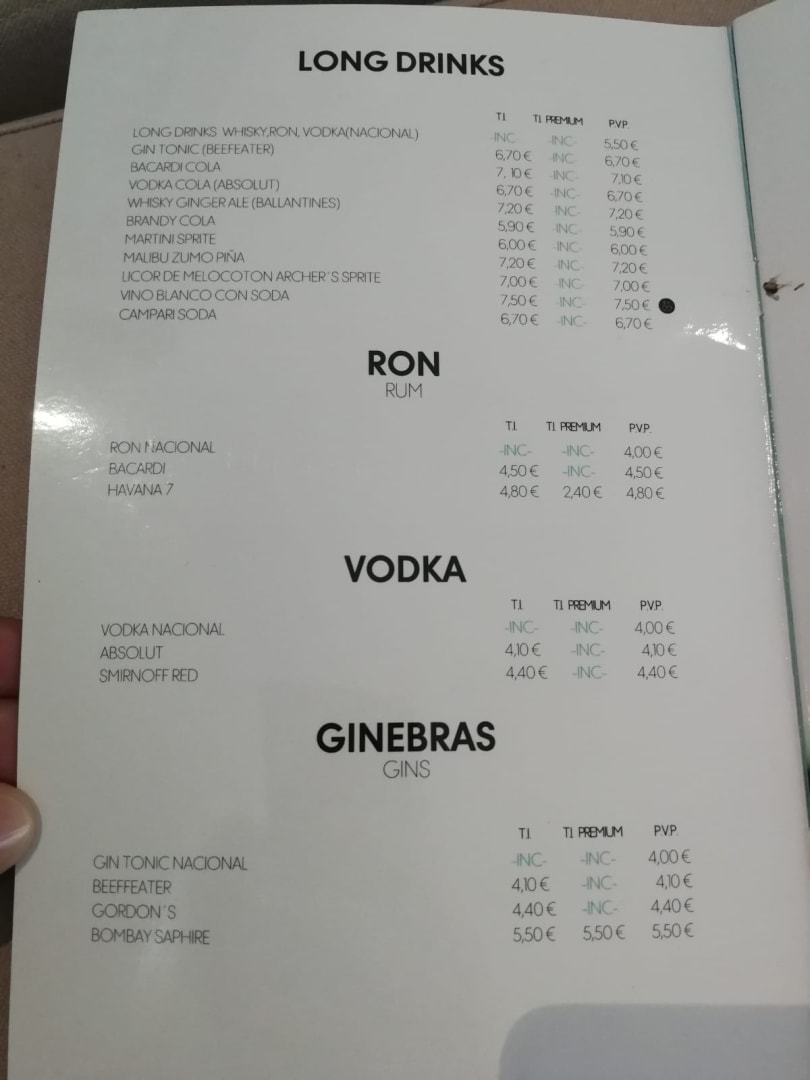 LONG DRINKS
T.I. T.I. PREMIUM P.V.P.
LONG DRINKS WHISKY,RON, VODKA(NACIONAL) -INC- -INC- 5,50 €
GIN TONIC (BEEFEATER) 6,70 € -INC- 6,70 €
BACARDI COLA 7,10 € -INC- 7,10 €
VODKA COLA (ABSOLUT) 6,70 € -INC- 6,70 €
WHISKY GINGER ALE (BALLANTINES) 7,20 € -INC- 7,20 €
BRANDY COLA 5,90 € -INC- 5,90 €
MARTINI SPRITE 6,00 € -INC- 6,00 €
MALIBU ZUMO PIÑA 7,20 € -INC- 7,20 €
LICOR DE MELOCOTON ARCHER´S SPRITE 7,00 € -INC- 7,00 €
VINO BLANCO CON SODA 7,50 € -INC- 7,50 €
CAMPARI SODA 6,70 € -INC- 6,70 €
RON
RUM
T.I. T.I. PREMIUM P.V.P.
RON NACIONAL -INC- -INC- 4,00 €
BACARDI 4,50 € -INC- 4,50 €
HAVANA 7 4,80 € 2,40 € 4,80 €
VODKA
T.I. T.I. PREMIUM P.V.P.
VODKA NACIONAL -INC- -INC- 4,00 €
ABSOLUT 4,10 € -INC- 4,10 €
SMIRNOFF RED 4,40 € -INC- 4,40 €
GINEBRAS
GINS
T.I. T.I. PREMIUM P.V.P.
GIN TONIC NACIONAL -INC- -INC- 4,00 €
BEEFFEATER 4,10 € -INC- 4,10 €
GORDON´S 4,40 € -INC- 4,40 €
BOMBAY SAPHIRE 5,50 € 5,50 € 5,50 €